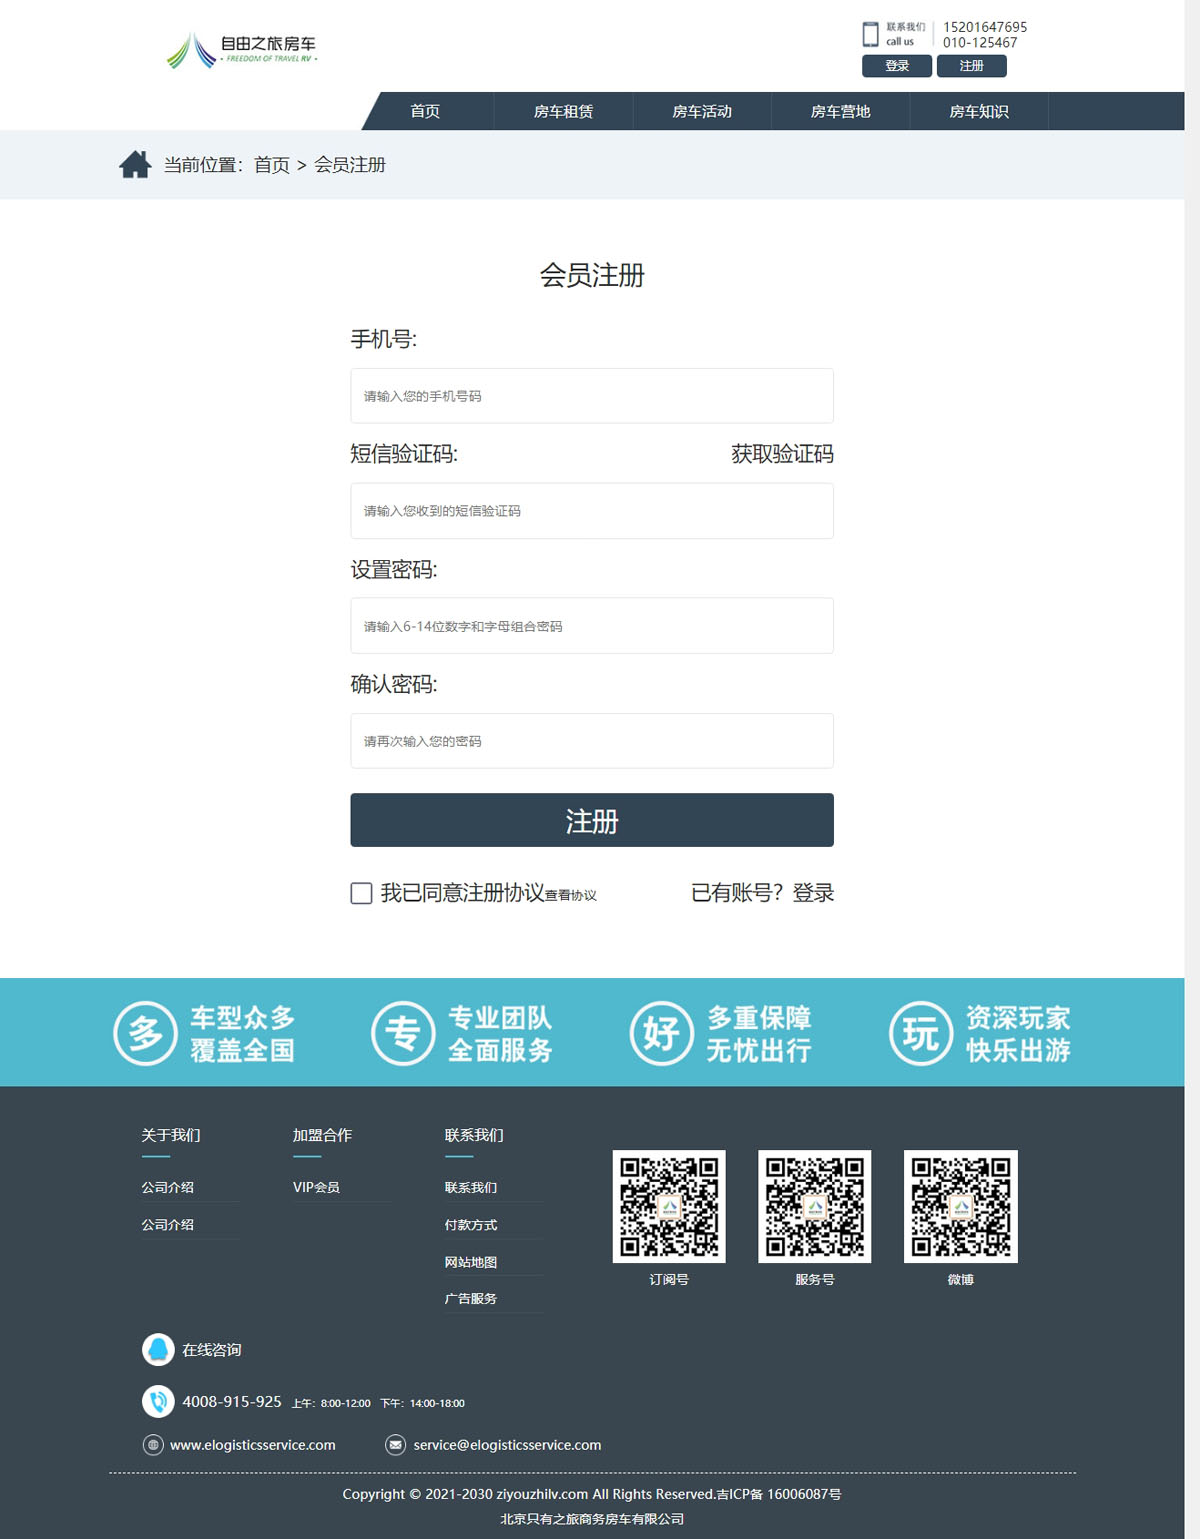 自由之旅房车
· FREEDOM OF TRAVEL RV ·
联系我们
call us
15201647695
010-125467
登录 注册
首页 房车租赁 房车活动 房车营地 房车知识
当前位置：首页 > 会员注册
会员注册
手机号:
请输入您的手机号码
短信验证码: 获取验证码
请输入您收到的短信验证码
设置密码:
请输入6-14位数字和字母组合密码
确认密码:
请再次输入您的密码
注册
我已同意注册协议查看协议 已有账号？登录
多 车型众多 覆盖全国
专 专业团队 全面服务
好 多重保障 无忧出行
玩 资深玩家 快乐出游
关于我们 加盟合作 联系我们
公司介绍 VIP会员 联系我们
公司介绍 付款方式
网站地图
广告服务
订阅号 服务号 微博
在线咨询
4008-915-925 上午：8:00-12:00 下午：14:00-18:00
www.elogisticsservice.com service@elogisticsservice.com
Copyright © 2021-2030 ziyouzhilv.com All Rights Reserved.吉ICP备 16006087号
北京只有之旅商务房车有限公司